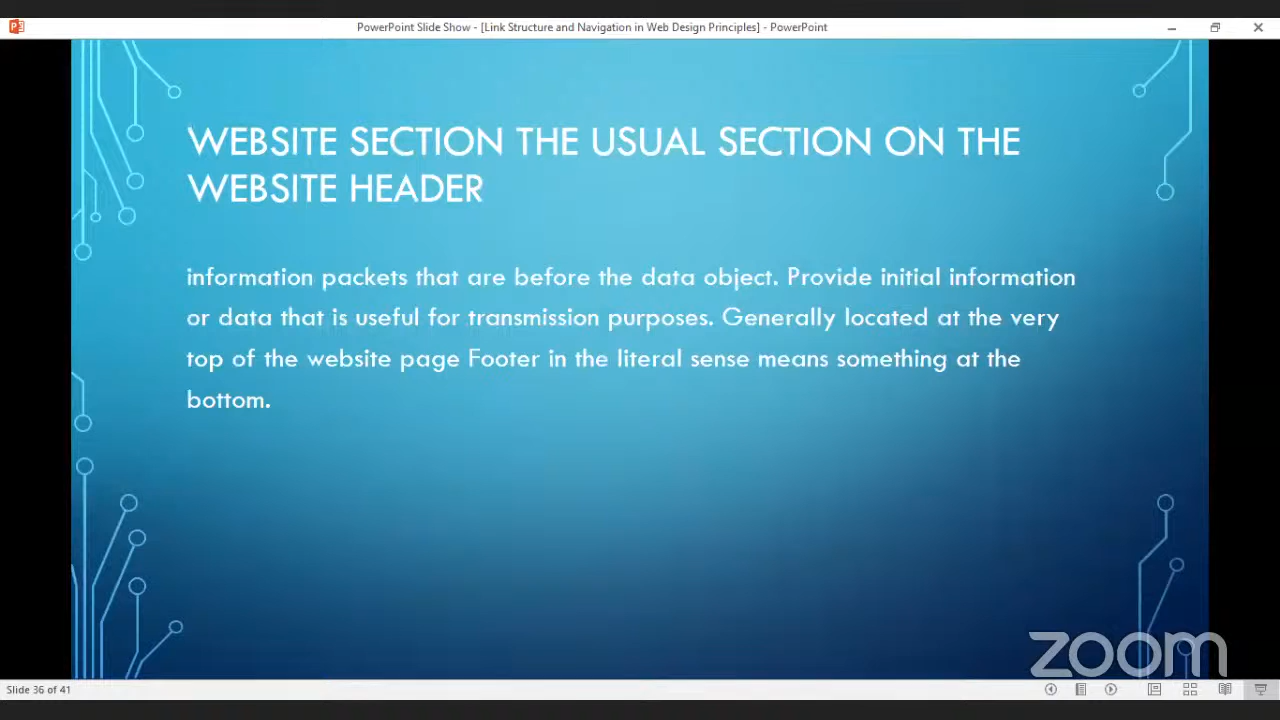 PowerPoint Slide Show - [Link Structure and Navigation in Web Design Principles] - PowerPoint
WEBSITE SECTION THE USUAL SECTION ON THE
WEBSITE HEADER
information packets that are before the data object. Provide initial information
or data that is useful for transmission purposes. Generally located at the very
top of the website page Footer in the literal sense means something at the
bottom.
zoom
Slide 36 of 41